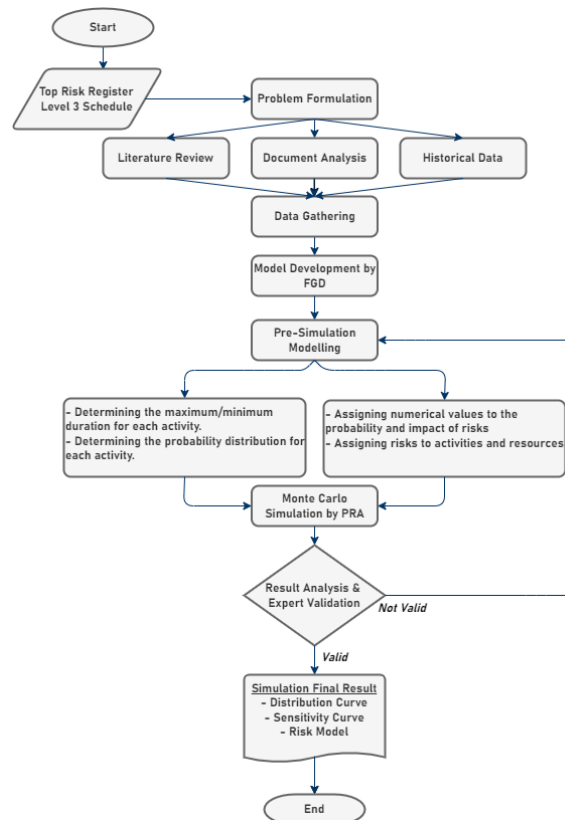 Start
Top Risk Register
Level 3 Schedule
Problem Formulation
Literature Review
Document Analysis
Historical Data
Data Gathering
Model Development by
FGD
Pre-Simulation
Modelling
- Determining the maximum/minimum
duration for each activity.
- Determining the probability distribution for
each activity.
- Assigning numerical values to the
probability and impact of risks
- Assigning risks to activities and resources
Monte Carlo
Simulation by PRA
Result Analysis &
Expert Validation
Not Valid
Valid
Simulation Final Result
- Distribution Curve
- Sensitivity Curve
- Risk Model
End